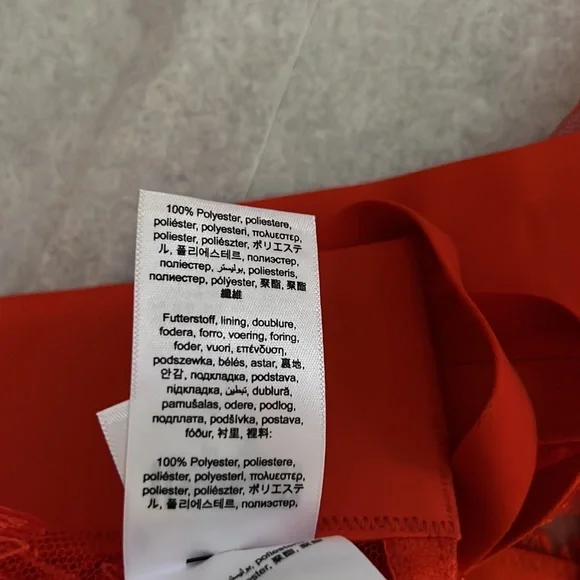 100% Polyester, poliestere,
poliéster, polyesteri, πολυεστερ,
poliester, poliészter, ポリエステ
ル, 폴리에스테르, полиэстер,
поліестер, بوليستر, poliesteris,
полиестер, pólýester, 聚酯, 聚酯
纖維
Futterstoff, lining, doublure,
fodera, forro, voering, foring,
foder, vuori, επένδυση,
podszewka, bélés, astar, 裏地,
안감, подкладка, podstava,
підкладка, تبطين, dublură,
pamušalas, odere, podlog,
подплата, podšívka, postava,
fóður, 衬里, 裡料:
100% Polyester, poliestere,
poliéster, polyesteri, πολυεστερ,
poliester, poliészter, ポリエステ
ル, 폴리에스테르, полиэстер,